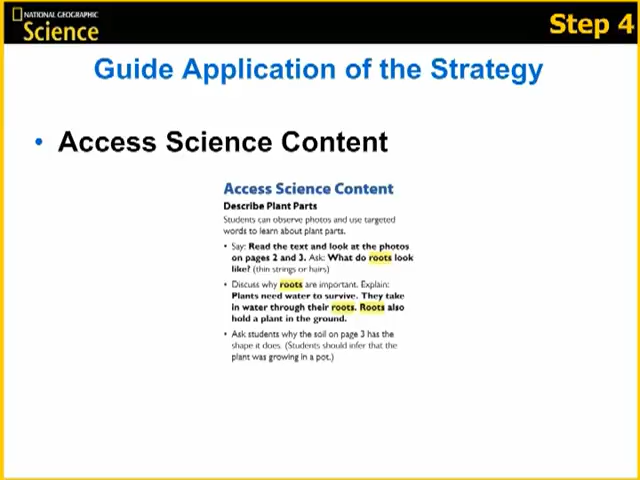 NATIONAL GEOGRAPHIC
Science
Step 4
Guide Application of the Strategy
• Access Science Content
Access Science Content
Describe Plant Parts
Students can observe photos and use targeted
words to learn about plant parts.
• Say: Read the text and look at the photos
on pages 2 and 3. Ask: What do roots look
like? (thin strings or hairs)
• Discuss why roots are important. Explain:
Plants need water to survive. They take
in water through their roots. Roots also
hold a plant in the ground.
• Ask students why the soil on page 3 has the
shape it does. (Students should infer that the
plant was growing in a pot.)